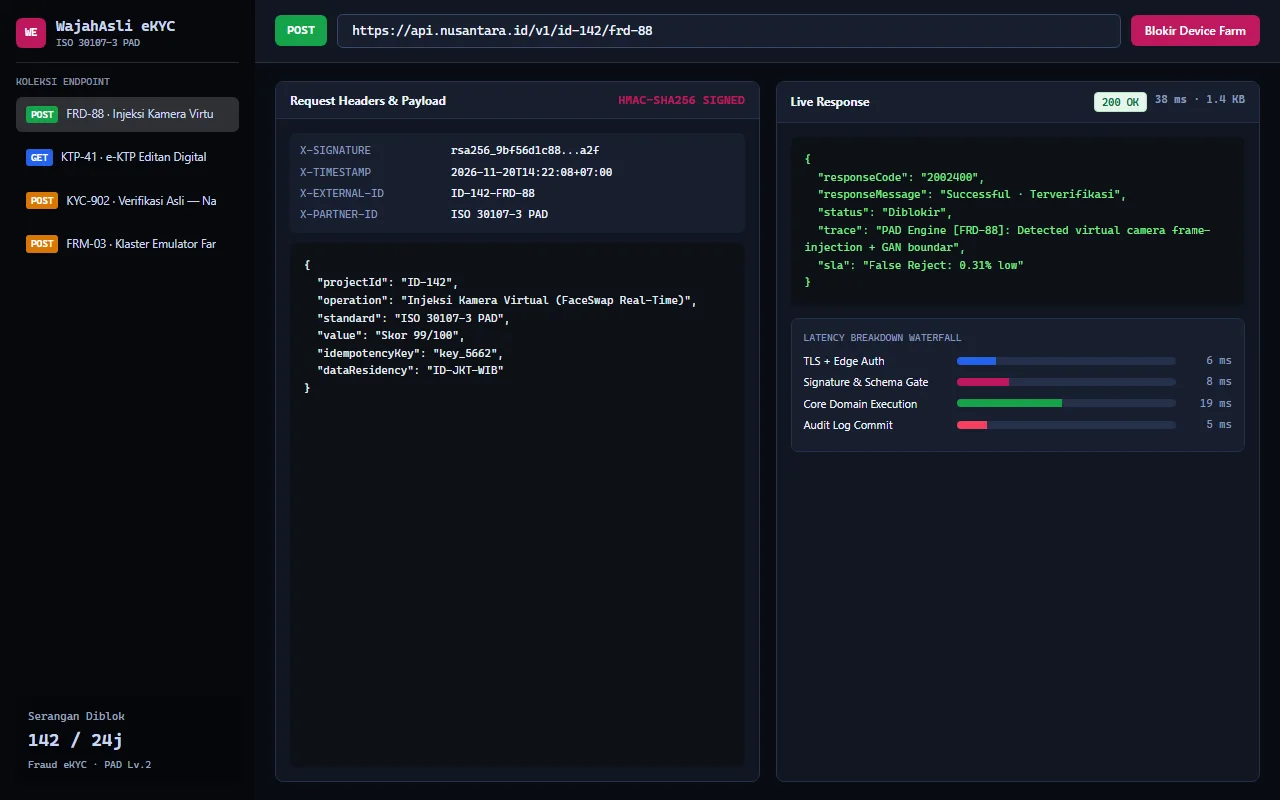 WE
WajahAsli eKYC
ISO 30107-3 PAD
KOLEKSI ENDPOINT
POST FRD-88 · Injeksi Kamera Virtu
GET KTP-41 · e-KTP Editan Digital
POST KYC-902 · Verifikasi Asli — Na
POST FRM-03 · Klaster Emulator Far
Serangan Diblok
142 / 24j
Fraud eKYC · PAD Lv.2
POST https://api.nusantara.id/v1/id-142/frd-88 Blokir Device Farm
Request Headers & Payload HMAC-SHA256 SIGNED
X-SIGNATURE rsa256_9bf56d1c88...a2f
X-TIMESTAMP 2026-11-20T14:22:08+07:00
X-EXTERNAL-ID ID-142-FRD-88
X-PARTNER-ID ISO 30107-3 PAD
{
"projectId": "ID-142",
"operation": "Injeksi Kamera Virtual (FaceSwap Real-Time)",
"standard": "ISO 30107-3 PAD",
"value": "Skor 99/100",
"idempotencyKey": "key_5662",
"dataResidency": "ID-JKT-WIB"
}
Live Response 200 OK 38 ms · 1.4 KB
{
"responseCode": "2002400",
"responseMessage": "Successful · Terverifikasi",
"status": "Diblokir",
"trace": "PAD Engine [FRD-88]: Detected virtual camera frame-
injection + GAN boundar",
"sla": "False Reject: 0.31% low"
}
LATENCY BREAKDOWN WATERFALL
TLS + Edge Auth 6 ms
Signature & Schema Gate 8 ms
Core Domain Execution 19 ms
Audit Log Commit 5 ms